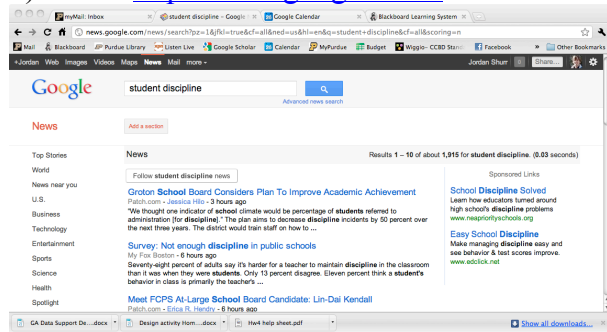 myMail: Inbox
student discipline - Google
Google Calendar
Blackboard Learning System
news.google.com/news/search?pz=1&jfkl=true&cf=all&ned=us&hl=en&q=student+discipline&cf=all&scoring=n
Mail Blackboard Purdue Library Listen Live Google Scholar Calendar MyPurdue Budget Wiggio- CCBD Stan Facebook » Other Bookmarks
+Jordan Web Images Videos Maps News Mail more Jordan Shurr 0 Share...
Google student discipline
Advanced news search
News Add a section
Top Stories
World
News near you
U.S.
Business
Technology
Entertainment
Sports
Science
Health
Spotlight
News Results 1 – 10 of about 1,915 for student discipline. (0.03 seconds)
Follow student discipline news
Groton School Board Considers Plan To Improve Academic Achievement
Patch.com - Jessica Hilo - 3 hours ago
"We thought one indicator of school climate would be percentage of students referred to
administration [for discipline]." The plan aims to decrease discipline incidents by 50 percent over
the next three years. The district would train staff on how to ...
Survey: Not enough discipline in public schools
My Fox Boston - 6 hours ago
Seventy-eight percent of adults say it's harder for a teacher to maintain discipline in the classroom
than it was when they were students. Only 13 percent disagree. Eleven percent think a student's
behavior in class is primarily the teacher's ...
Meet FCPS At-Large School Board Candidate: Lin-Dai Kendall
Patch.com - Erica R. Hendry - 6 hours ago
Sponsored Links
School Discipline Solved
Learn how educators turned around
high school's discipline problems
www.neapriorityschools.org
Easy School Discipline
Make managing discipline easy and
see behavior & test scores improve.
www.edclick.net
GA Data Support De....docx
Design activity Hom....docx
Hw4 help sheet.pdf
Show all downloads...